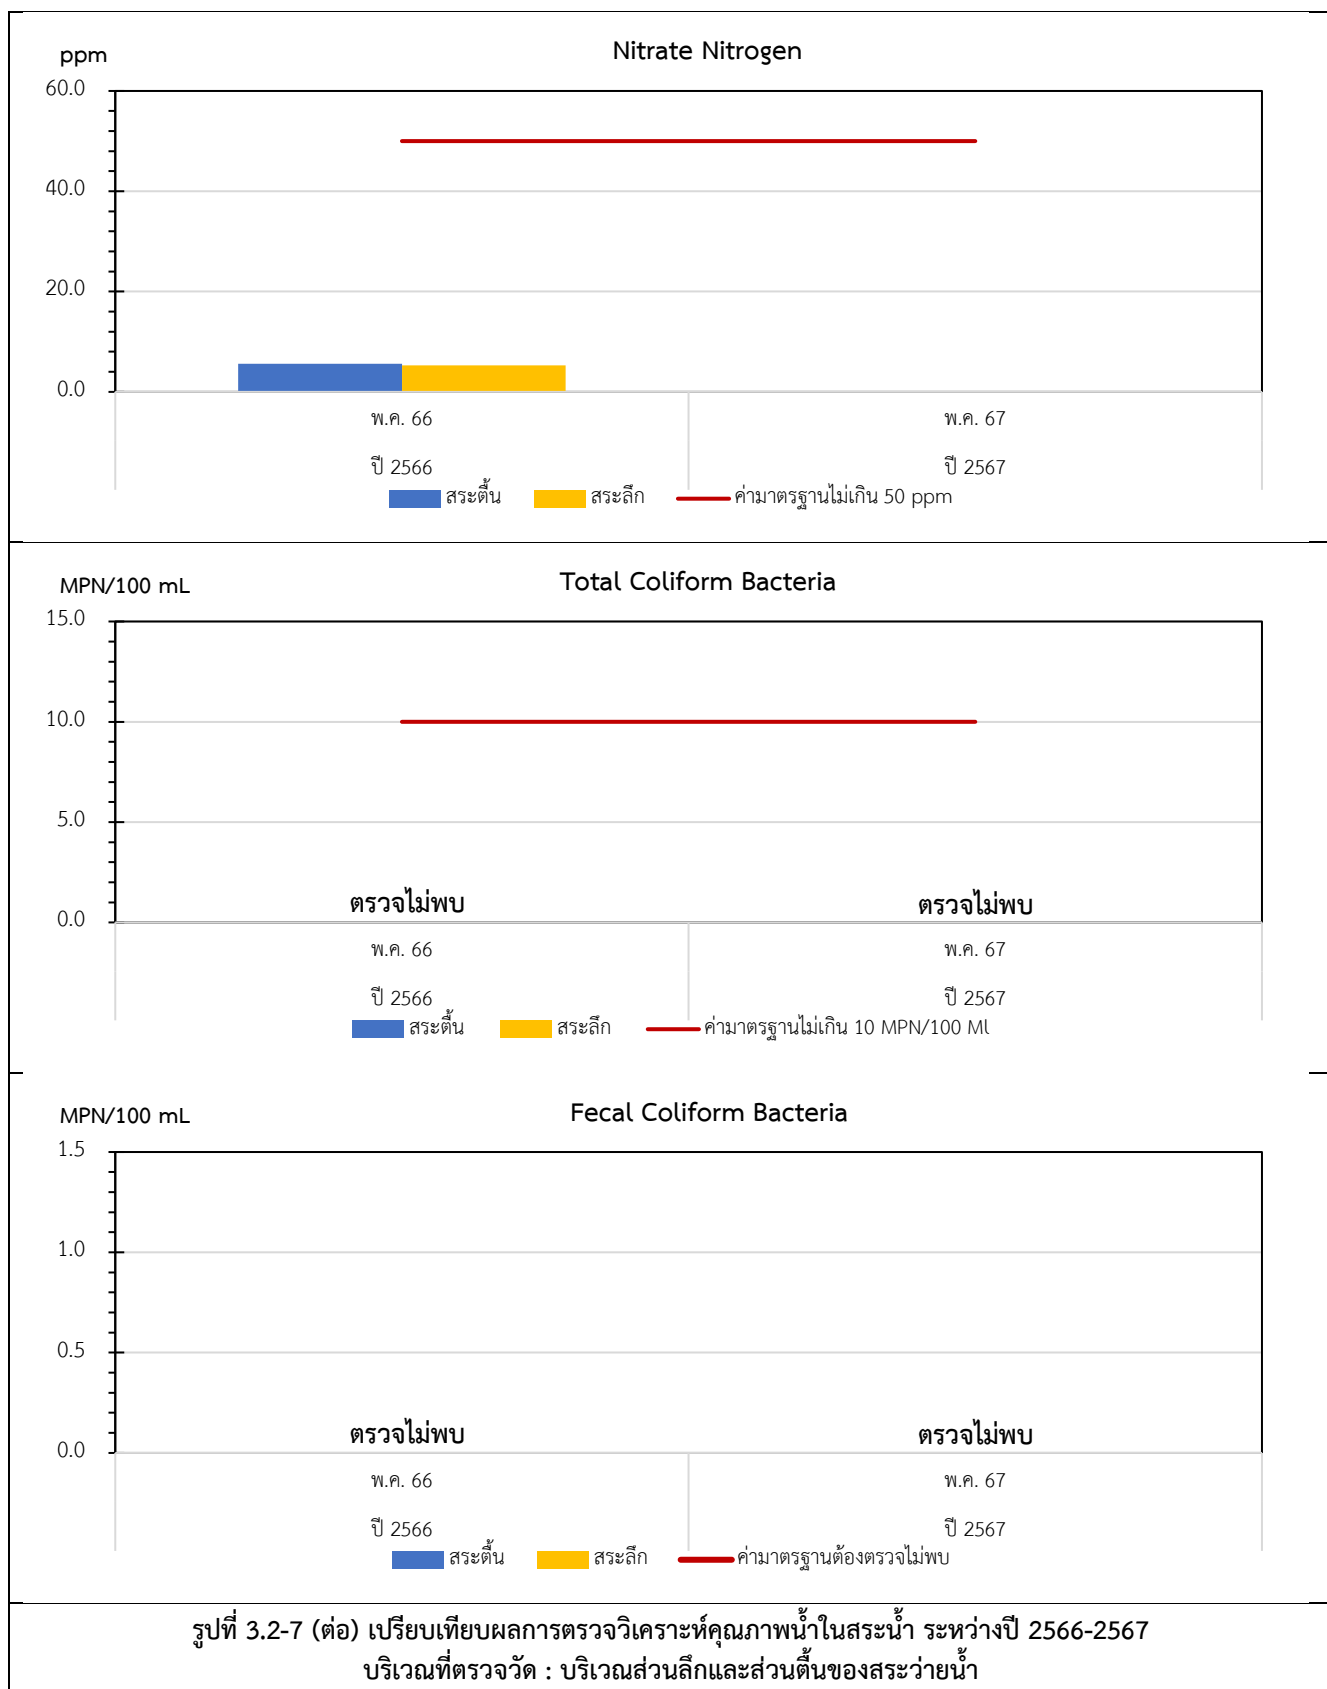 ppm
Nitrate Nitrogen
60.0
40.0
20.0
0.0
พ.ค. 66
พ.ค. 67
ปี 2566
ปี 2567
สระตื้น
สระลึก
ค่ามาตรฐานไม่เกิน 50 ppm
MPN/100 mL
Total Coliform Bacteria
15.0
10.0
5.0
0.0
ตรวจไม่พบ
ตรวจไม่พบ
พ.ค. 66
พ.ค. 67
ปี 2566
ปี 2567
สระตื้น
สระลึก
ค่ามาตรฐานไม่เกิน 10 MPN/100 Ml
MPN/100 mL
Fecal Coliform Bacteria
1.5
1.0
0.5
0.0
ตรวจไม่พบ
ตรวจไม่พบ
พ.ค. 66
พ.ค. 67
ปี 2566
ปี 2567
สระตื้น
สระลึก
ค่ามาตรฐานต้องตรวจไม่พบ
รูปที่ 3.2-7 (ต่อ) เปรียบเทียบผลการตรวจวิเคราะห์คุณภาพน้ำในสระน้ำ ระหว่างปี 2566-2567
บริเวณที่ตรวจวัด : บริเวณส่วนลึกและส่วนตื้นของสระว่ายน้ำ